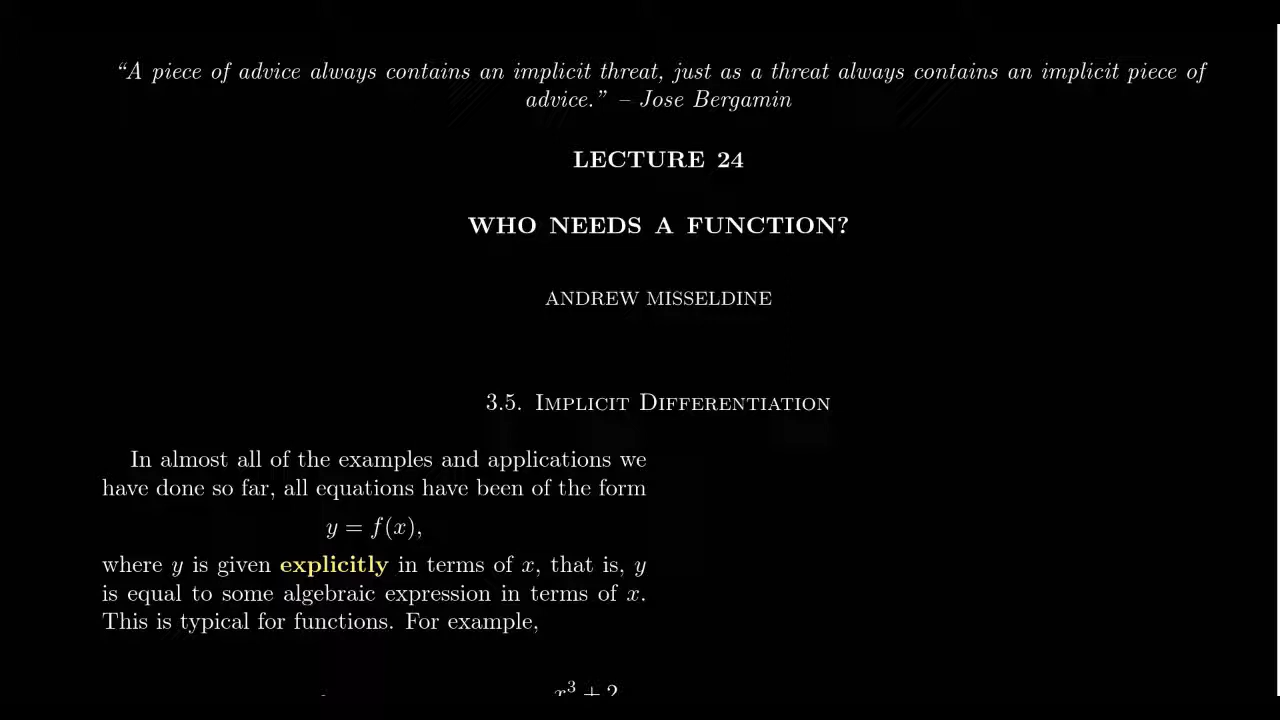 “A piece of advice always contains an implicit threat, just as a threat always contains an implicit piece of
advice.” – Jose Bergamin
LECTURE 24
WHO NEEDS A FUNCTION?
ANDREW MISSELDINE
3.5. Implicit Differentiation
In almost all of the examples and applications we
have done so far, all equations have been of the form
y = f(x),
where y is given explicitly in terms of x, that is, y
is equal to some algebraic expression in terms of x.
This is typical for functions. For example,
x³ + 2